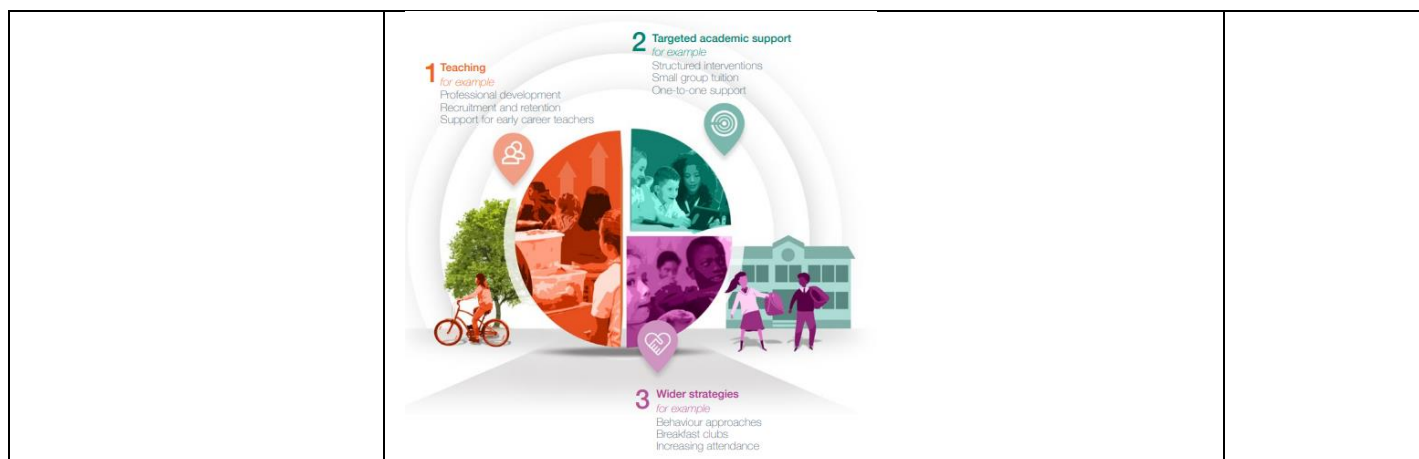 1 Teaching
for example
Professional development
Recruitment and retention
Support for early career teachers
2 Targeted academic support
for example
Structured interventions
Small group tuition
One-to-one support
3 Wider strategies
for example
Behaviour approaches
Breakfast clubs
Increasing attendance